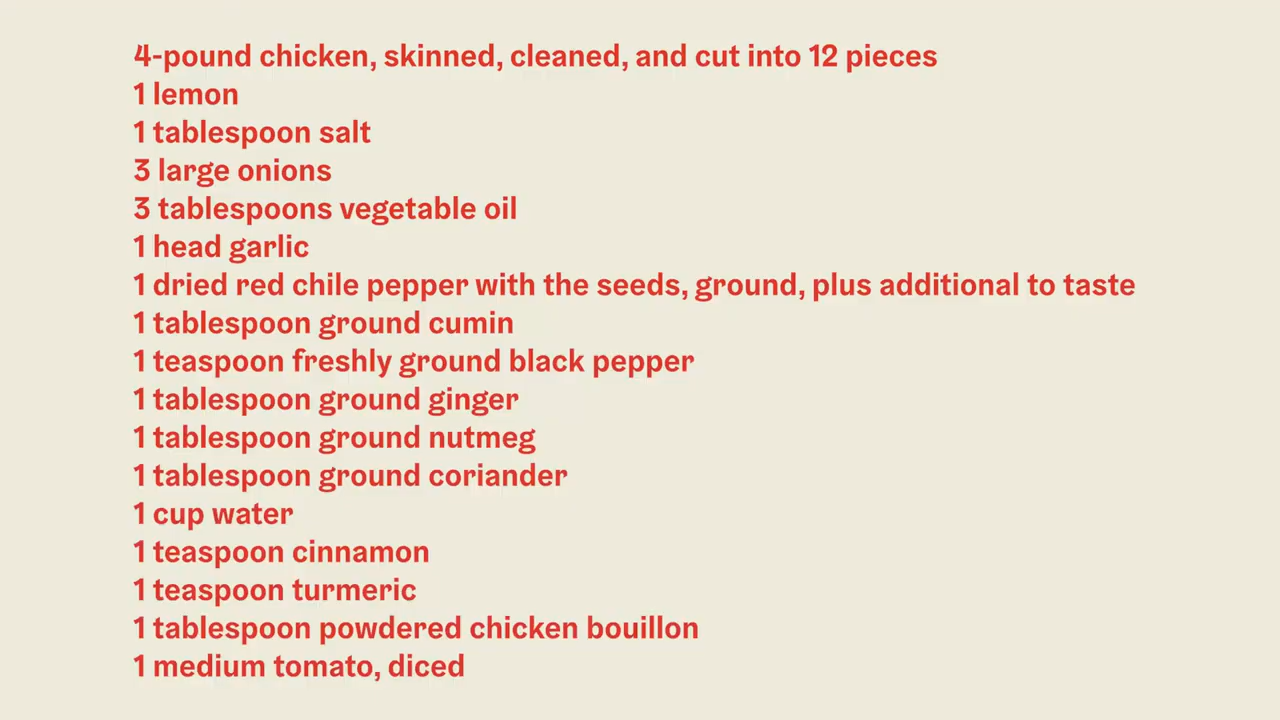 4-pound chicken, skinned, cleaned, and cut into 12 pieces
1 lemon
1 tablespoon salt
3 large onions
3 tablespoons vegetable oil
1 head garlic
1 dried red chile pepper with the seeds, ground, plus additional to taste
1 tablespoon ground cumin
1 teaspoon freshly ground black pepper
1 tablespoon ground ginger
1 tablespoon ground nutmeg
1 tablespoon ground coriander
1 cup water
1 teaspoon cinnamon
1 teaspoon turmeric
1 tablespoon powdered chicken bouillon
1 medium tomato, diced